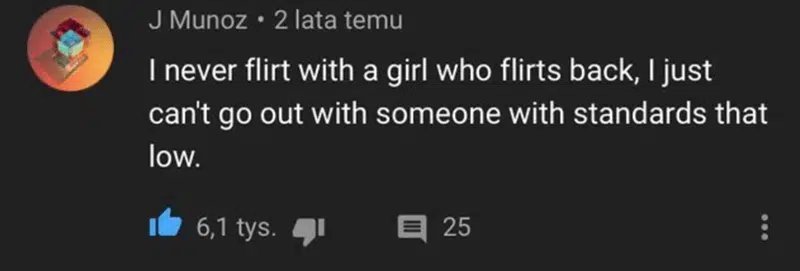 J Munoz • 2 lata temu
I never flirt with a girl who flirts back, I just
can't go out with someone with standards that
low.
6,1 tys. 25